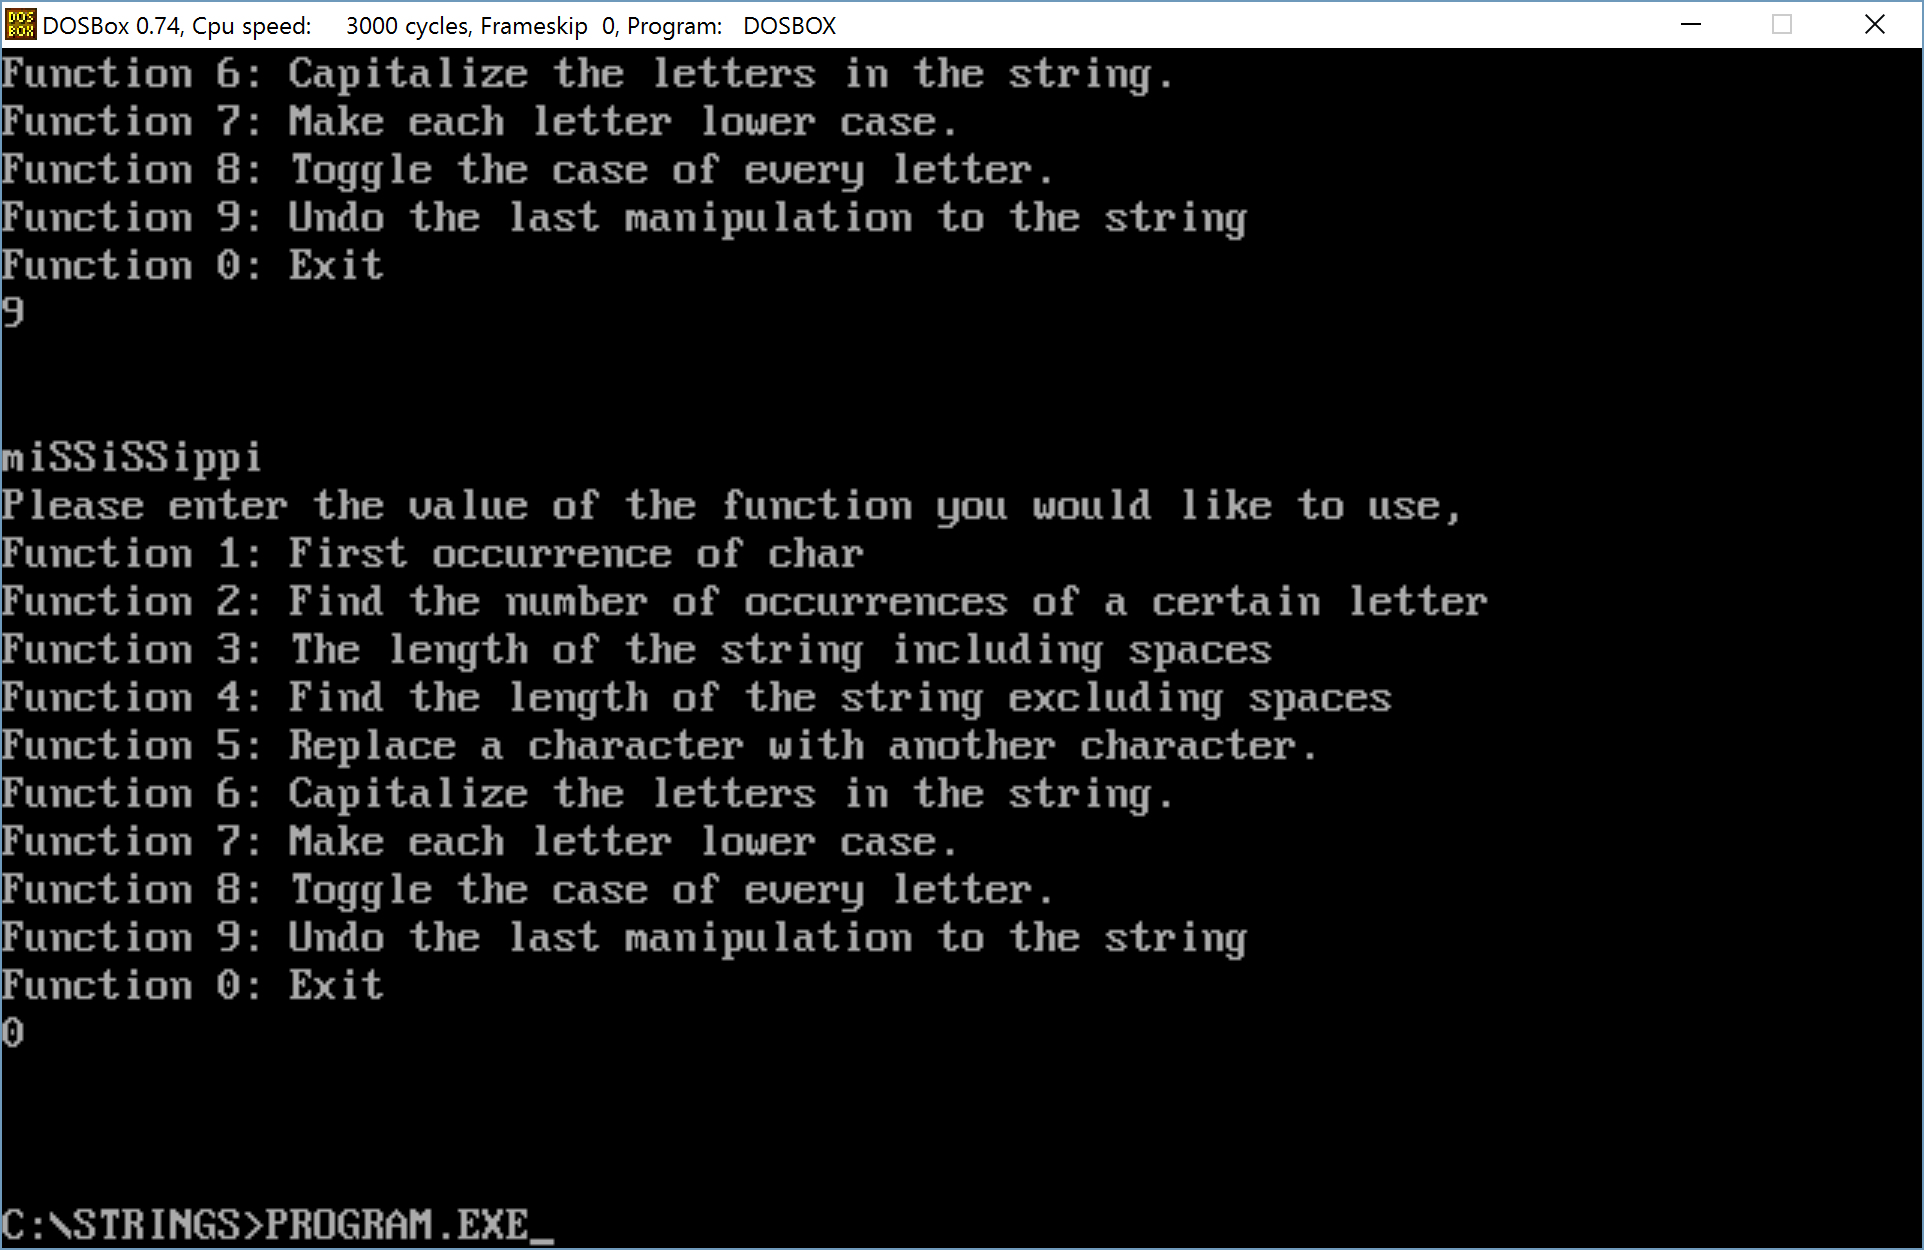 DOS BOX
DOSBox 0.74, Cpu speed: 3000 cycles, Frameskip 0, Program: DOSBOX
Function 6: Capitalize the letters in the string.
Function 7: Make each letter lower case.
Function 8: Toggle the case of every letter.
Function 9: Undo the last manipulation to the string
Function 0: Exit
9
miSSiSSippi
Please enter the value of the function you would like to use,
Function 1: First occurrence of char
Function 2: Find the number of occurrences of a certain letter
Function 3: The length of the string including spaces
Function 4: Find the length of the string excluding spaces
Function 5: Replace a character with another character.
Function 6: Capitalize the letters in the string.
Function 7: Make each letter lower case.
Function 8: Toggle the case of every letter.
Function 9: Undo the last manipulation to the string
Function 0: Exit
0
C:\STRINGS>PROGRAM.EXE_